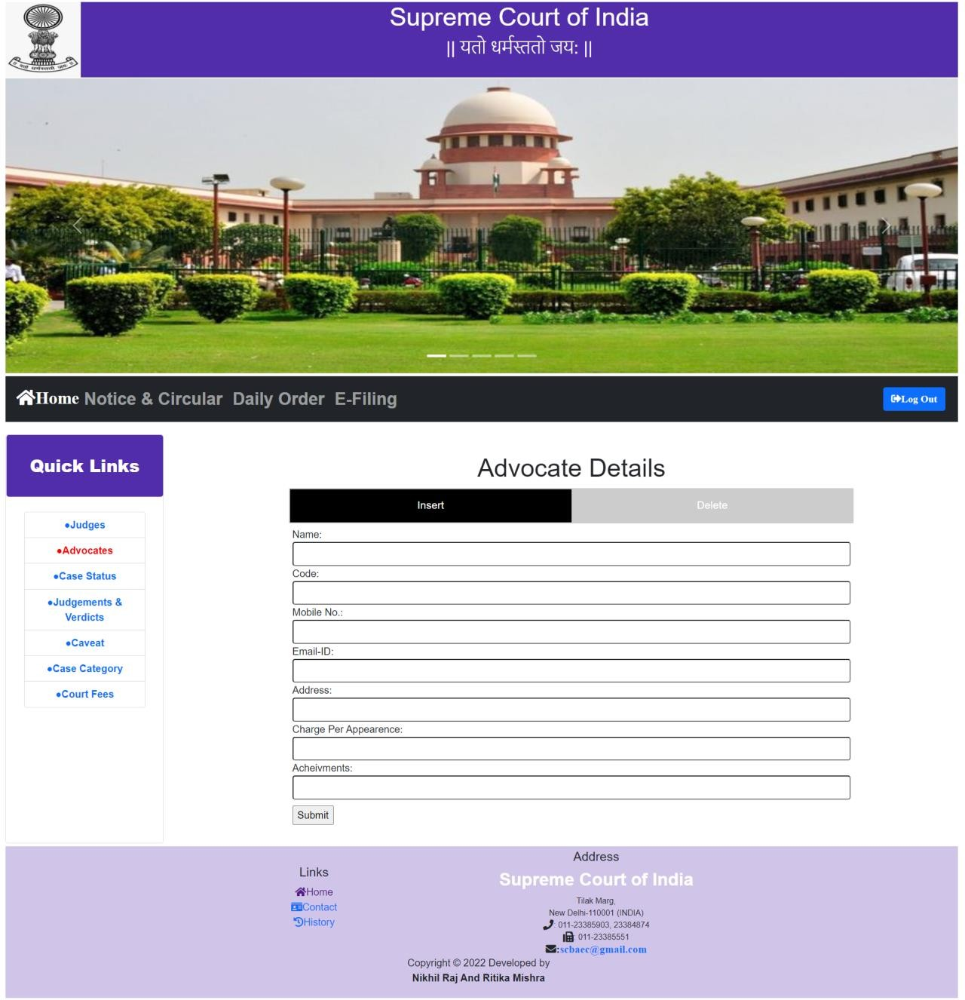 Supreme Court of India
|| यतो धर्मस्ततो जय: ||
Home Notice & Circular Daily Order E-Filing
Log Out
Quick Links
●Judges
●Advocates
●Case Status
●Judgements &
Verdicts
●Caveat
●Case Category
●Court Fees
Advocate Details
Insert
Delete
Name:
Code:
Mobile No.:
Email-ID:
Address:
Charge Per Appearence:
Acheivments:
Submit
Links
Home
Contact
History
Address
Supreme Court of India
Tilak Marg,
New Delhi-110001 (INDIA)
: 011-23385903, 23384874
: 011-23385551
:scbaec@gmail.com
Copyright © 2022 Developed by
Nikhil Raj And Ritika Mishra